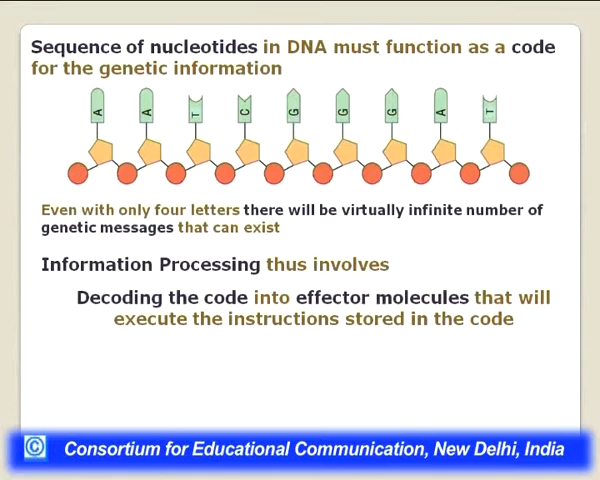 Sequence of nucleotides in DNA must function as a code
for the genetic information
A A T C G G G A T
Even with only four letters there will be virtually infinite number of
genetic messages that can exist
Information Processing thus involves
Decoding the code into effector molecules that will
execute the instructions stored in the code
© Consortium for Educational Communication, New Delhi, India